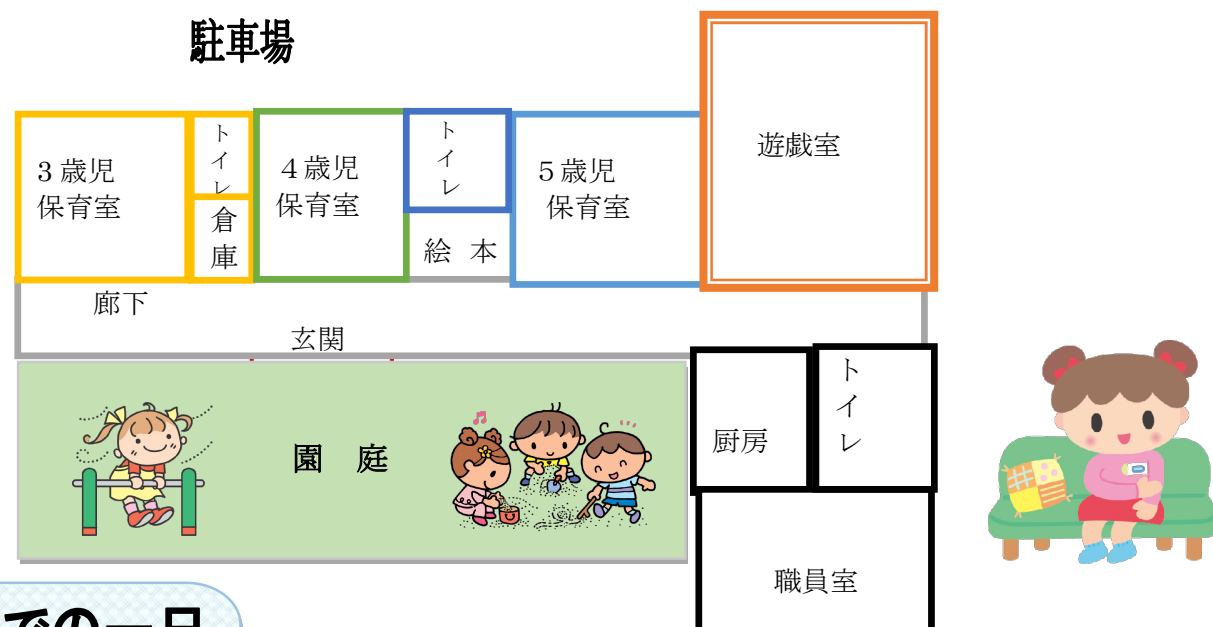 駐車場
3歳児
保育室
トイレ
倉庫
4歳児
保育室
トイレ
絵 本
5歳児
保育室
遊戯室
廊下
玄関
園 庭
厨房
トイレ
職員室
での一日